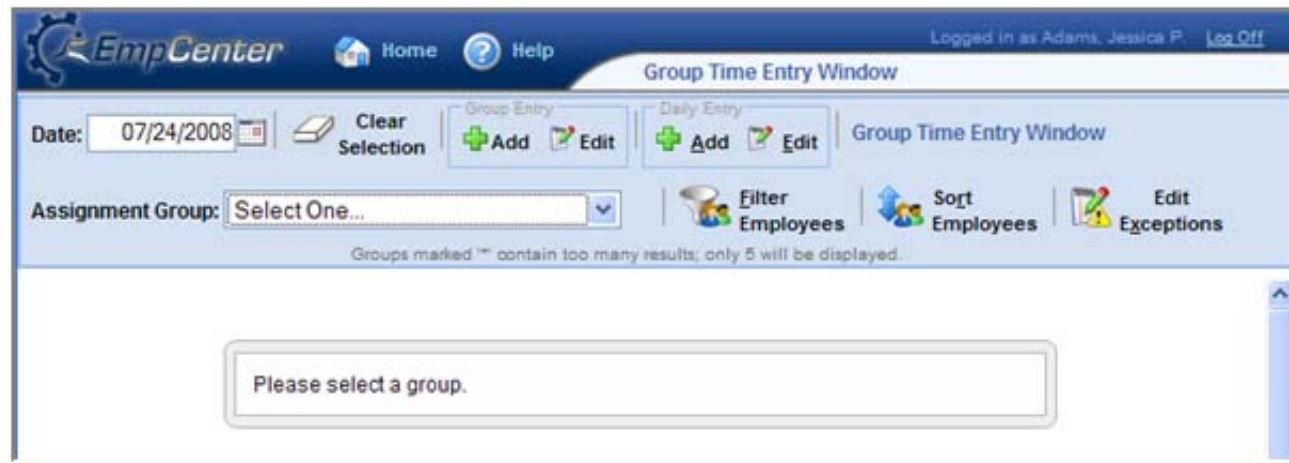 EmpCenter Home Help Logged in as Adams, Jessica P. Log Off
Group Time Entry Window
Date: 07/24/2008 Clear Selection Group Entry Add Edit Daily Entry Add Edit Group Time Entry Window
Assignment Group: Select One... Filter Employees Sort Employees Edit Exceptions
Groups marked '*' contain too many results; only 5 will be displayed.
Please select a group.